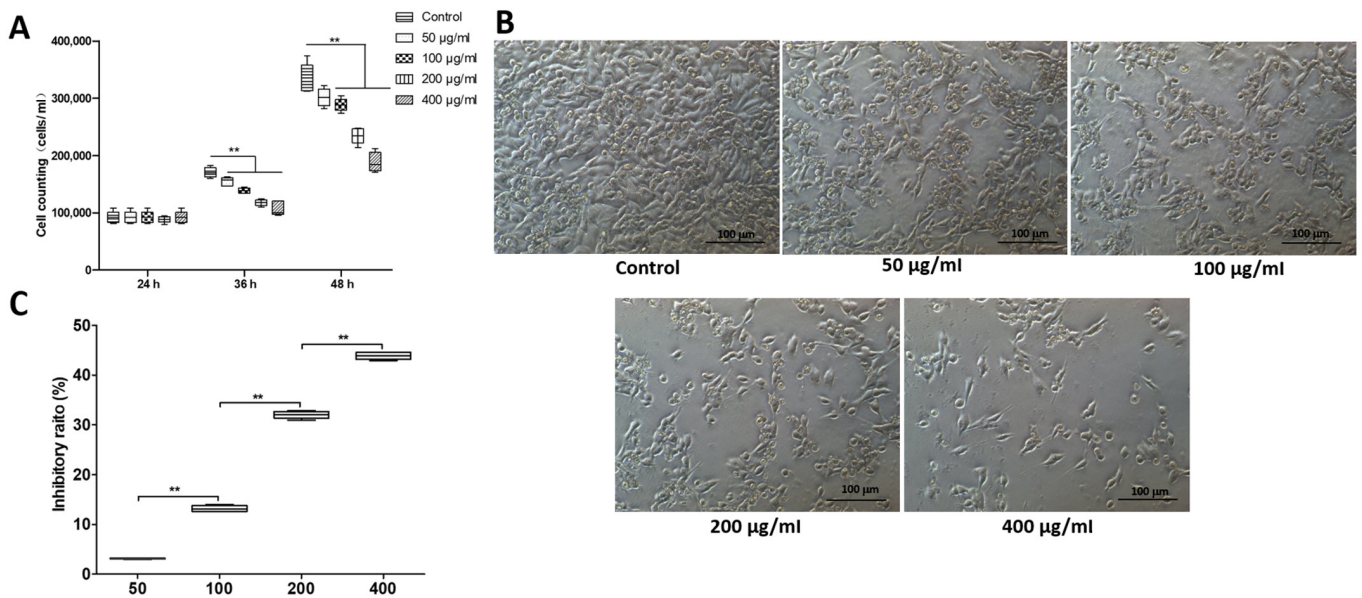 A
Control
50 µg/ml
100 µg/ml
200 µg/ml
400 µg/ml
Cell counting (cells/ml)
400,000
300,000
200,000
100,000
0
**
**
24 h
36 h
48 h
B
100 µm
100 µm
100 µm
Control
50 µg/ml
100 µg/ml
100 µm
100 µm
200 µg/ml
400 µg/ml
C
Inhibitory raito (%)
50
40
30
20
10
0
**
**
**
50
100
200
400